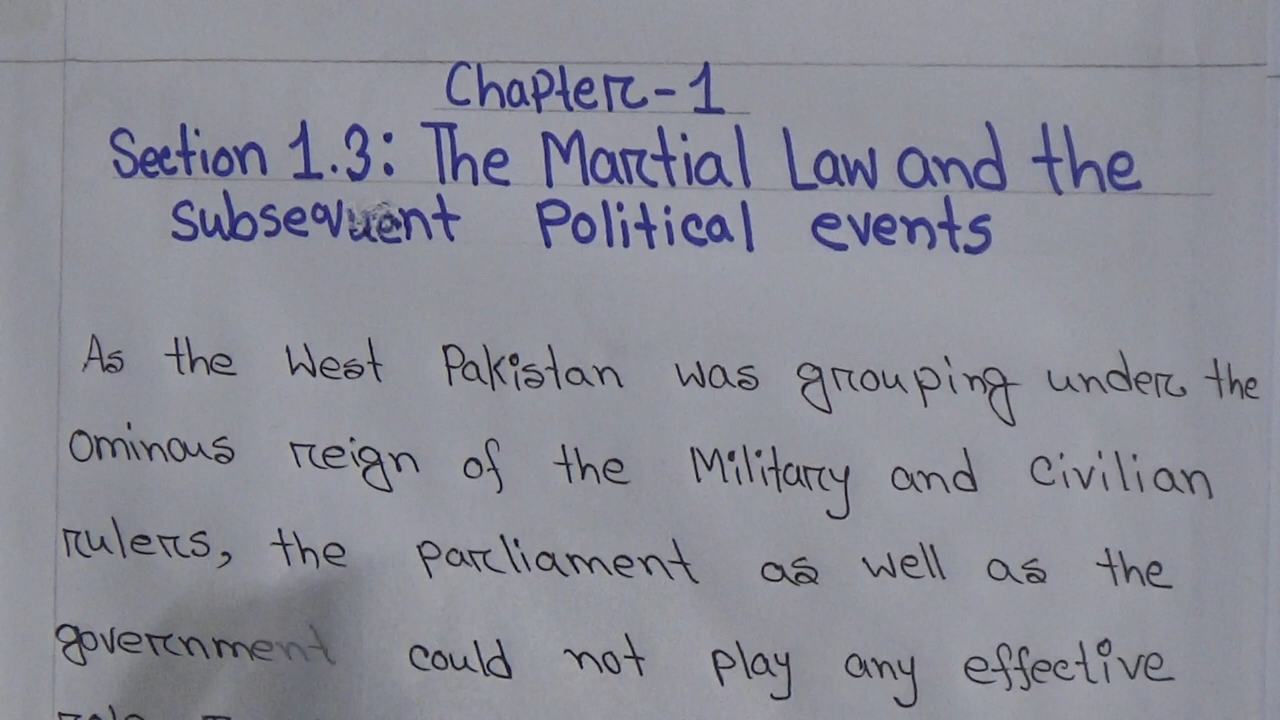 Chapter-1
Section 1.3: The Martial Law and the
subsequent Political events
As the West Pakistan was grouping under the
ominous reign of the Military and Civilian
rulers, the parliament as well as the
government could not play any effective